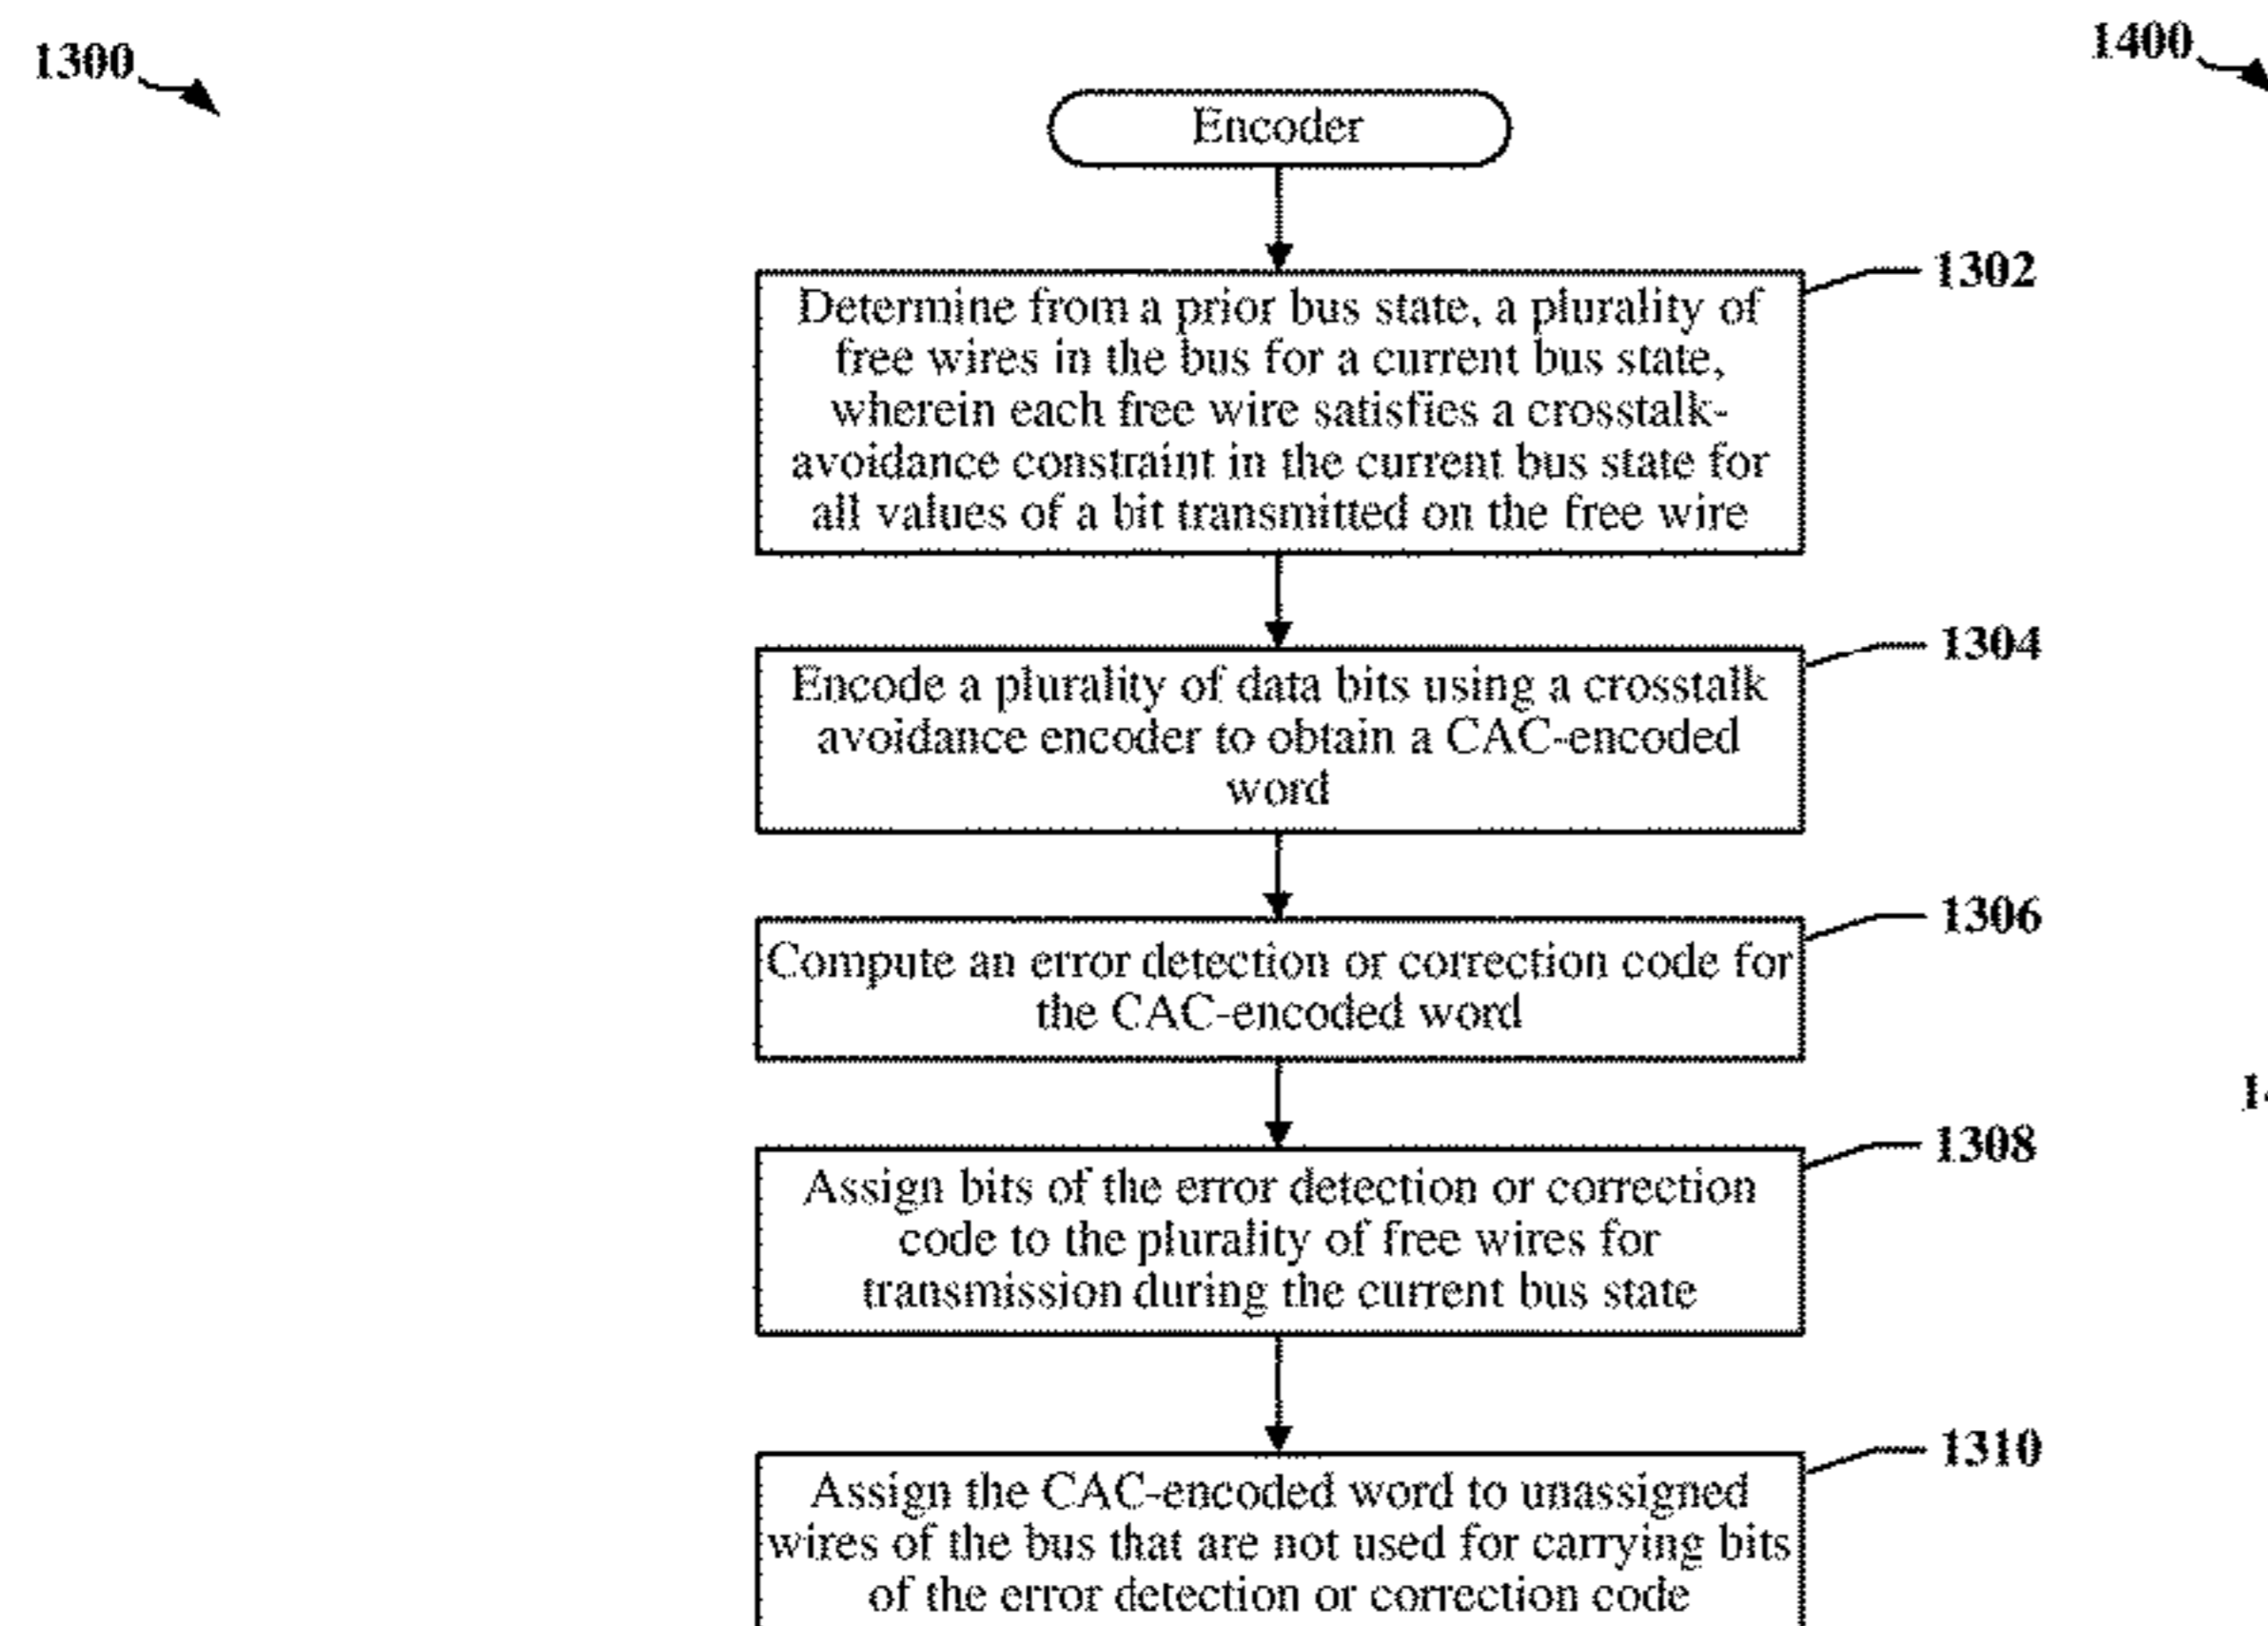 1300
1400
Encoder
1302
Determine from a prior bus state, a plurality of
free wires in the bus for a current bus state,
wherein each free wire satisfies a crosstalk-
avoidance constraint in the current bus state for
all values of a bit transmitted on the free wire
1304
Encode a plurality of data bits using a crosstalk
avoidance encoder to obtain a CAC-encoded
word
1306
Compute an error detection or correction code for
the CAC-encoded word
1308
Assign bits of the error detection or correction
code to the plurality of free wires for
transmission during the current bus state
1310
Assign the CAC-encoded word to unassigned
wires of the bus that are not used for carrying bits
of the error detection or correction code